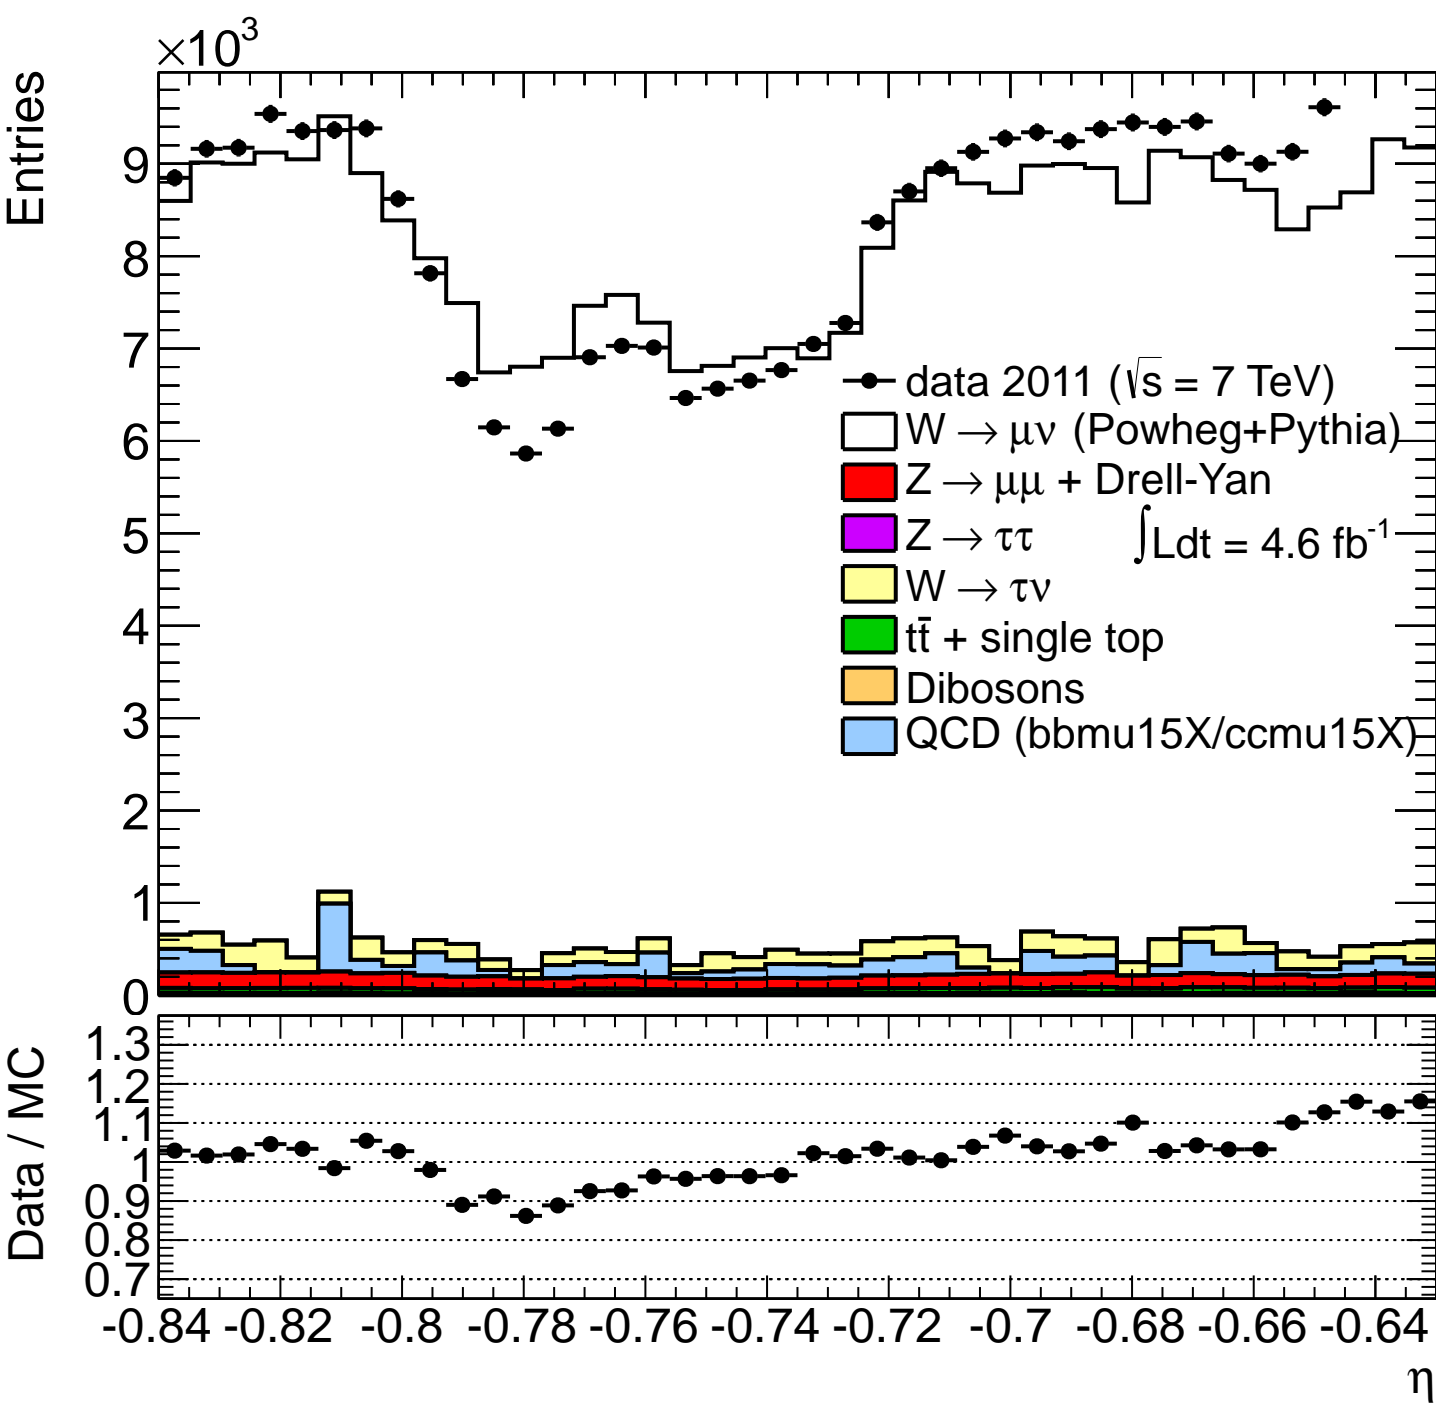 ×10³
Entries
9
8
7
6
5
4
3
2
1
0
data 2011 (√s = 7 TeV)
W → μν (Powheg+Pythia)
Z → μμ + Drell-Yan
Z → ττ
∫Ldt = 4.6 fb⁻¹
W → τν
tt̄ + single top
Dibosons
QCD (bbmu15X/ccmu15X)
Data / MC
1.3
1.2
1.1
1
0.9
0.8
0.7
-0.84 -0.82 -0.8 -0.78 -0.76 -0.74 -0.72 -0.7 -0.68 -0.66 -0.64
η